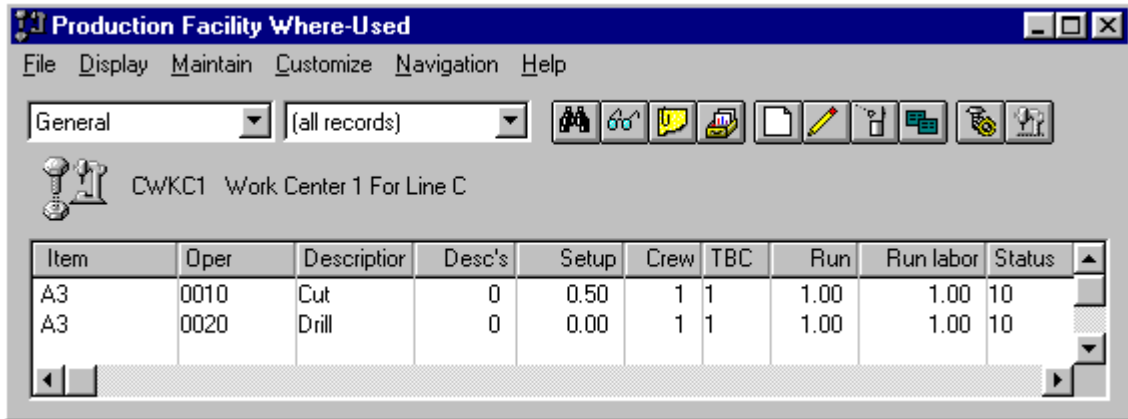 Production Facility Where-Used
File Display Maintain Customize Navigation Help
General (all records)
CWKC1 Work Center 1 For Line C
Item Oper Description Desc's Setup Crew TBC Run Run labor Status
A3 0010 Cut 0 0.50 1 1 1.00 1.00 10
A3 0020 Drill 0 0.00 1 1 1.00 1.00 10